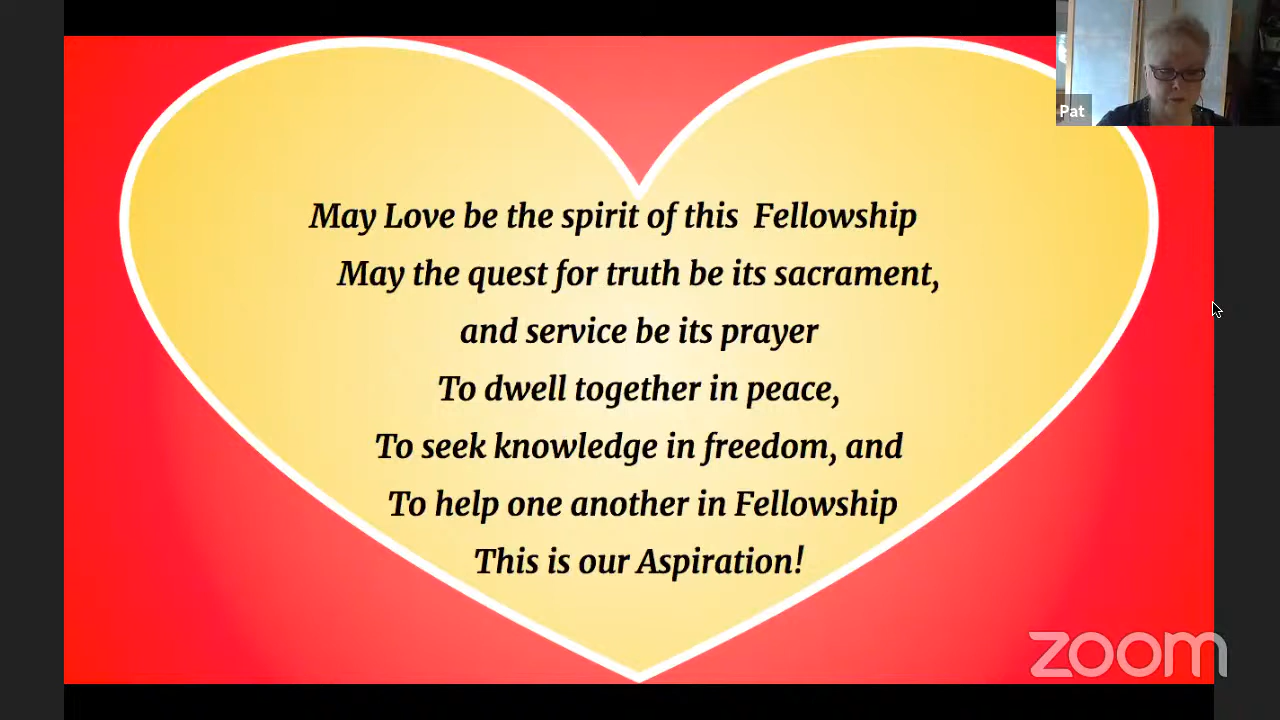 Pat
May Love be the spirit of this Fellowship
May the quest for truth be its sacrament,
and service be its prayer
To dwell together in peace,
To seek knowledge in freedom, and
To help one another in Fellowship
This is our Aspiration!
zoom